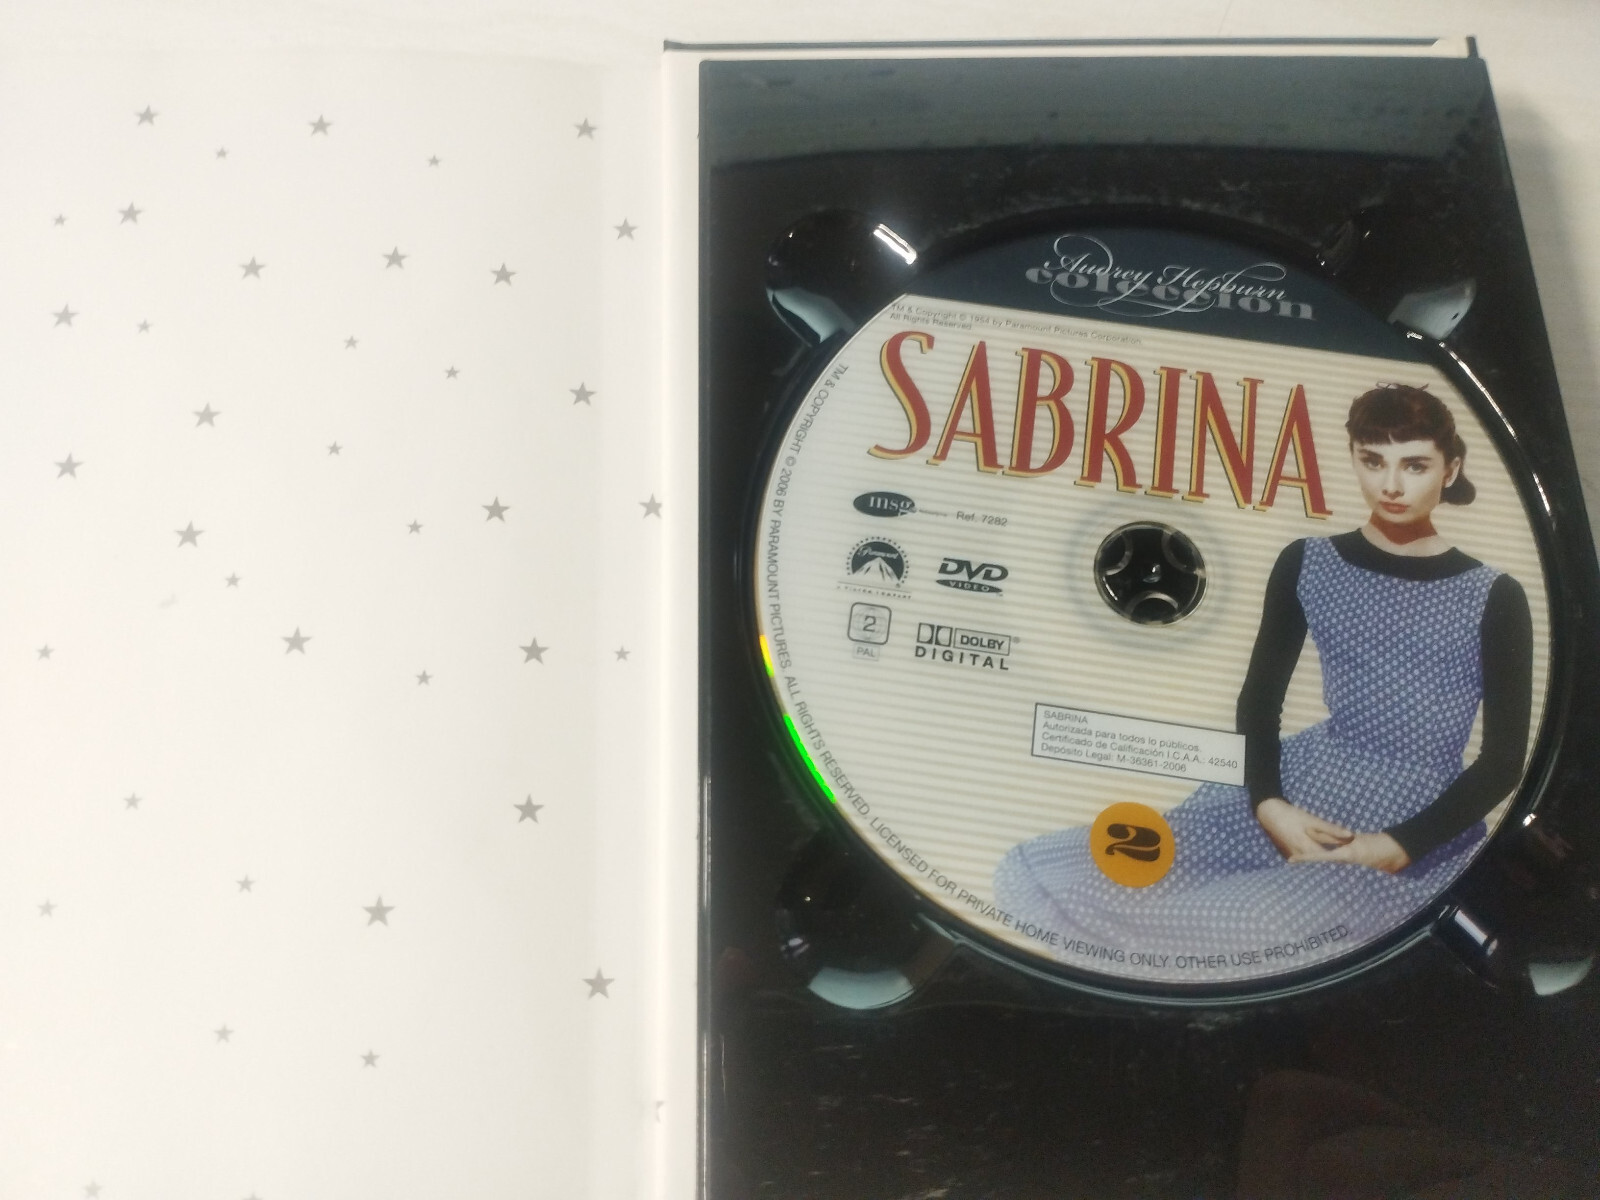 Audrey Hepburn
colección
TM & Copyright © 1954 by Paramount Pictures Corporation.
All Rights Reserved.
SABRINA
msg
Ref. 7282
Paramount
DVD
VIDEO
2
PAL
DOLBY
DIGITAL
SABRINA
Autorizada para todos lo públicos.
Certificado de Calificación I.C.A.A.: 42540
Depósito Legal: M-36361-2006
2
TM & COPYRIGHT © 2006 BY PARAMOUNT PICTURES. ALL RIGHTS RESERVED. LICENSED FOR PRIVATE HOME VIEWING ONLY. OTHER USE PROHIBITED.